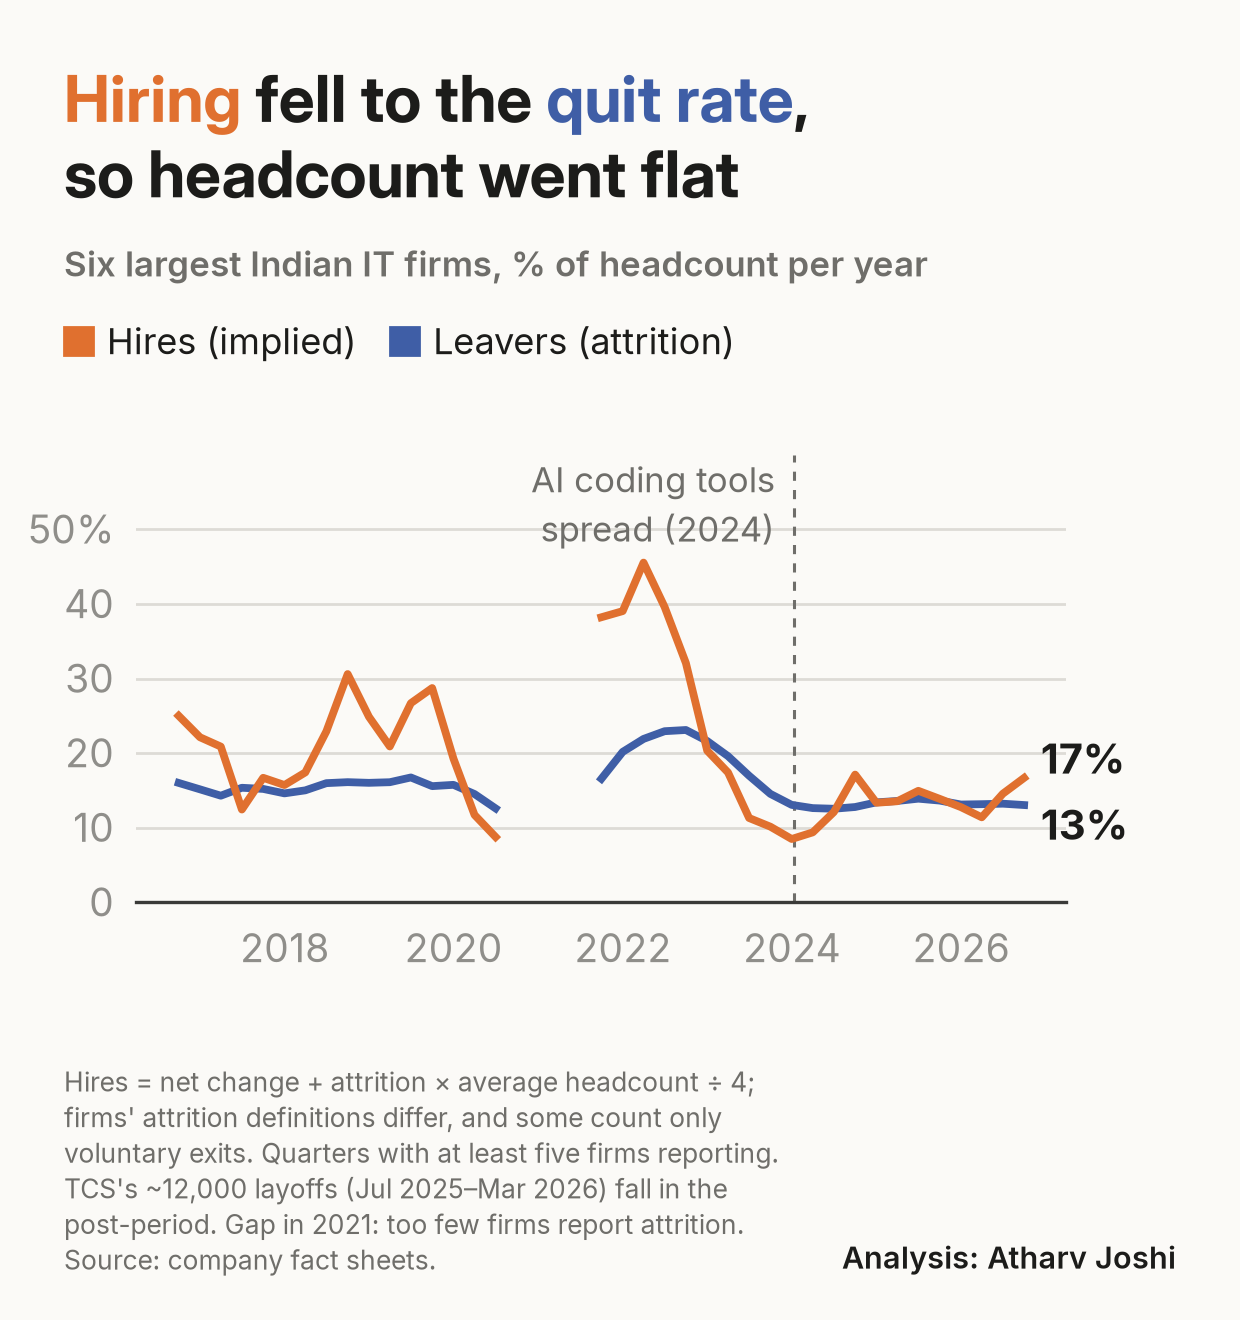 Hiring fell to the quit rate,
so headcount went flat
Six largest Indian IT firms, % of headcount per year
Hires (implied) Leavers (attrition)
AI coding tools
spread (2024)
50%
40
30
20
10
0
17%
13%
2018 2020 2022 2024 2026
Hires = net change + attrition × average headcount ÷ 4;
firms' attrition definitions differ, and some count only
voluntary exits. Quarters with at least five firms reporting.
TCS's ~12,000 layoffs (Jul 2025–Mar 2026) fall in the
post-period. Gap in 2021: too few firms report attrition.
Source: company fact sheets.
Analysis: Atharv Joshi